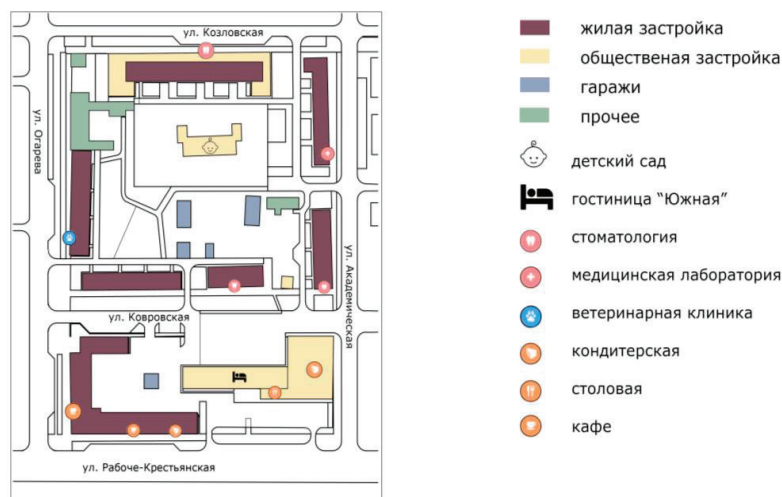 ул. Козловская
ул. Огарева
ул. Академическая
ул. Ковровская
ул. Рабоче-Крестьянская
жилая застройка
общественая застройка
гаражи
прочее
детский сад
гостиница "Южная"
стоматология
медицинская лаборатория
ветеринарная клиника
кондитерская
столовая
кафе